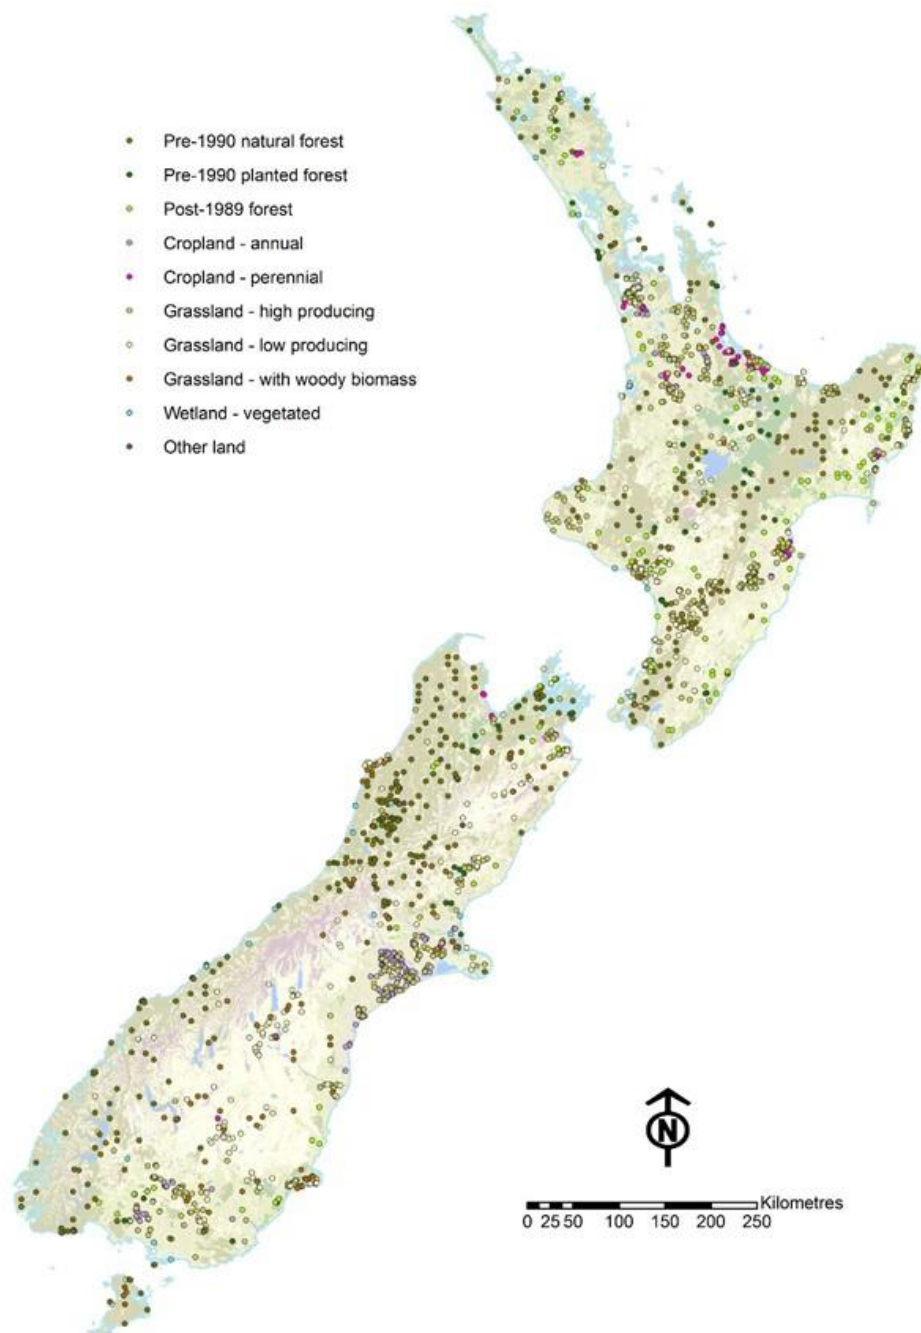 Pre-1990 natural forest
Pre-1990 planted forest
Post-1989 forest
Cropland - annual
Cropland - perennial
Grassland - high producing
Grassland - low producing
Grassland - with woody biomass
Wetland - vegetated
Other land
N
Kilometres
0 25 50 100 150 200 250